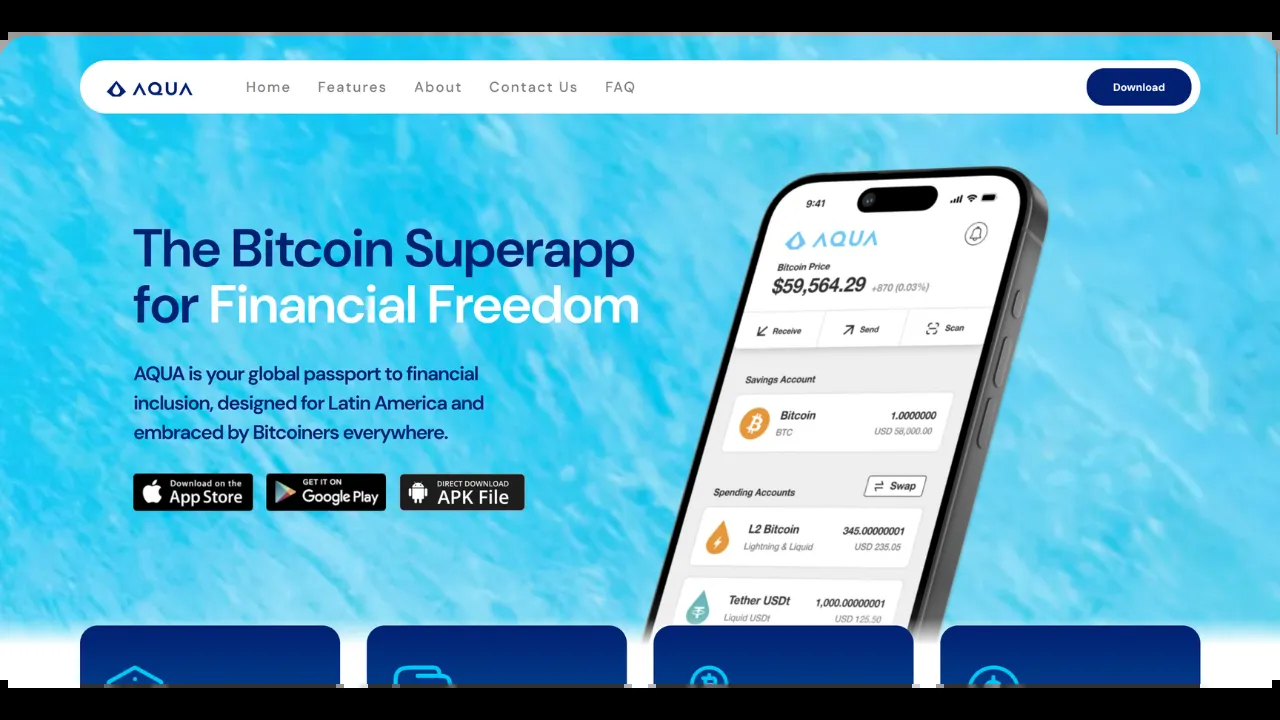 AQUA
Home
Features
About
Contact Us
FAQ
Download
The Bitcoin Superapp
for Financial Freedom
AQUA is your global passport to financial
inclusion, designed for Latin America and
embraced by Bitcoiners everywhere.
Download on the
App Store
GET IT ON
Google Play
DIRECT DOWNLOAD
APK File
9:41
AQUA
Bitcoin Price
$59,564.29 +870 (0.03%)
Receive
Send
Scan
Savings Account
Bitcoin 1.0000000
BTC USD 58,000.00
Spending Accounts
Swap
L2 Bitcoin 345.00000001
Lightning & Liquid USD 235.05
Tether USDt 1,000.00000001
Liquid USDt USD 125.50